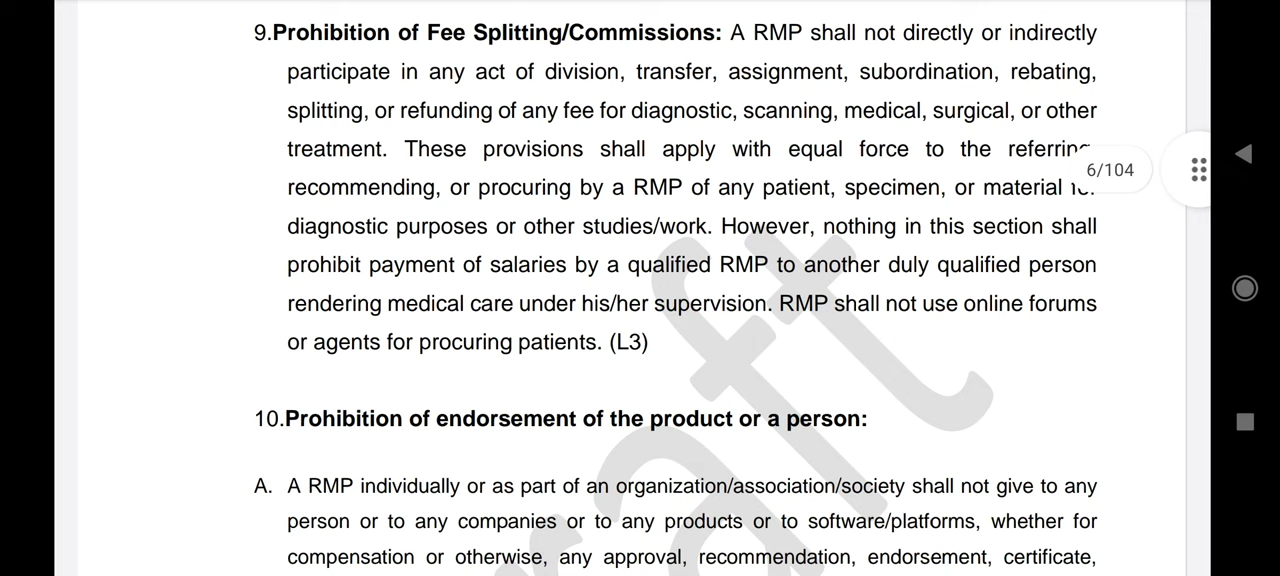 9.Prohibition of Fee Splitting/Commissions: A RMP shall not directly or indirectly
participate in any act of division, transfer, assignment, subordination, rebating,
splitting, or refunding of any fee for diagnostic, scanning, medical, surgical, or other
treatment. These provisions shall apply with equal force to the referring,
6/104
recommending, or procuring by a RMP of any patient, specimen, or material for
diagnostic purposes or other studies/work. However, nothing in this section shall
prohibit payment of salaries by a qualified RMP to another duly qualified person
rendering medical care under his/her supervision. RMP shall not use online forums
or agents for procuring patients. (L3)
10.Prohibition of endorsement of the product or a person:
A. A RMP individually or as part of an organization/association/society shall not give to any
person or to any companies or to any products or to software/platforms, whether for
compensation or otherwise, any approval, recommendation, endorsement, certificate,
raft